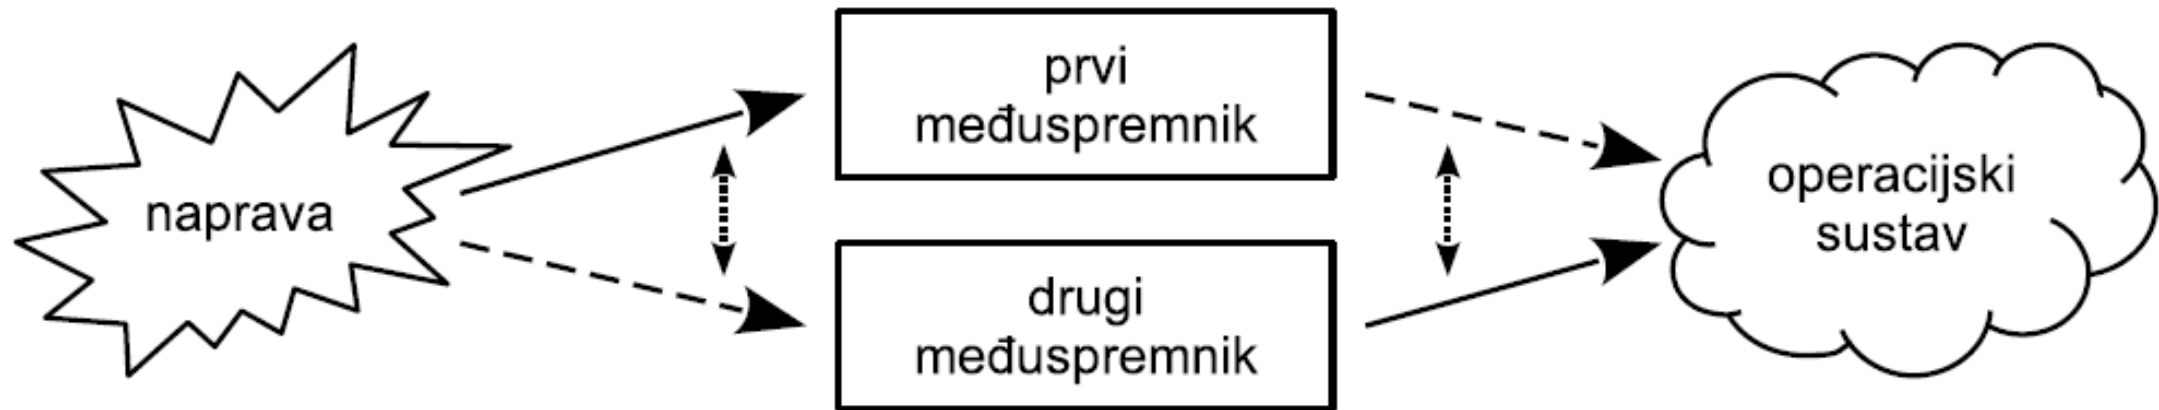 naprava
prvi
međuspremnik
drugi
međuspremnik
operacijski
sustav